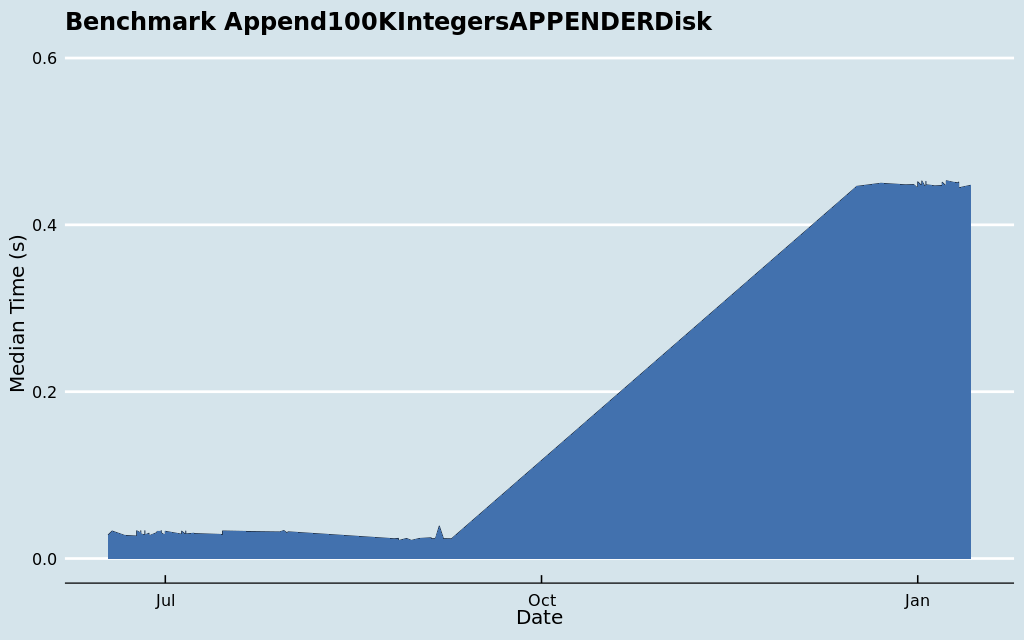 Benchmark Append100KIntegersAPPENDERDisk
0.6
0.4
0.2
0.0
Median Time (s)
Jul
Oct
Jan
Date